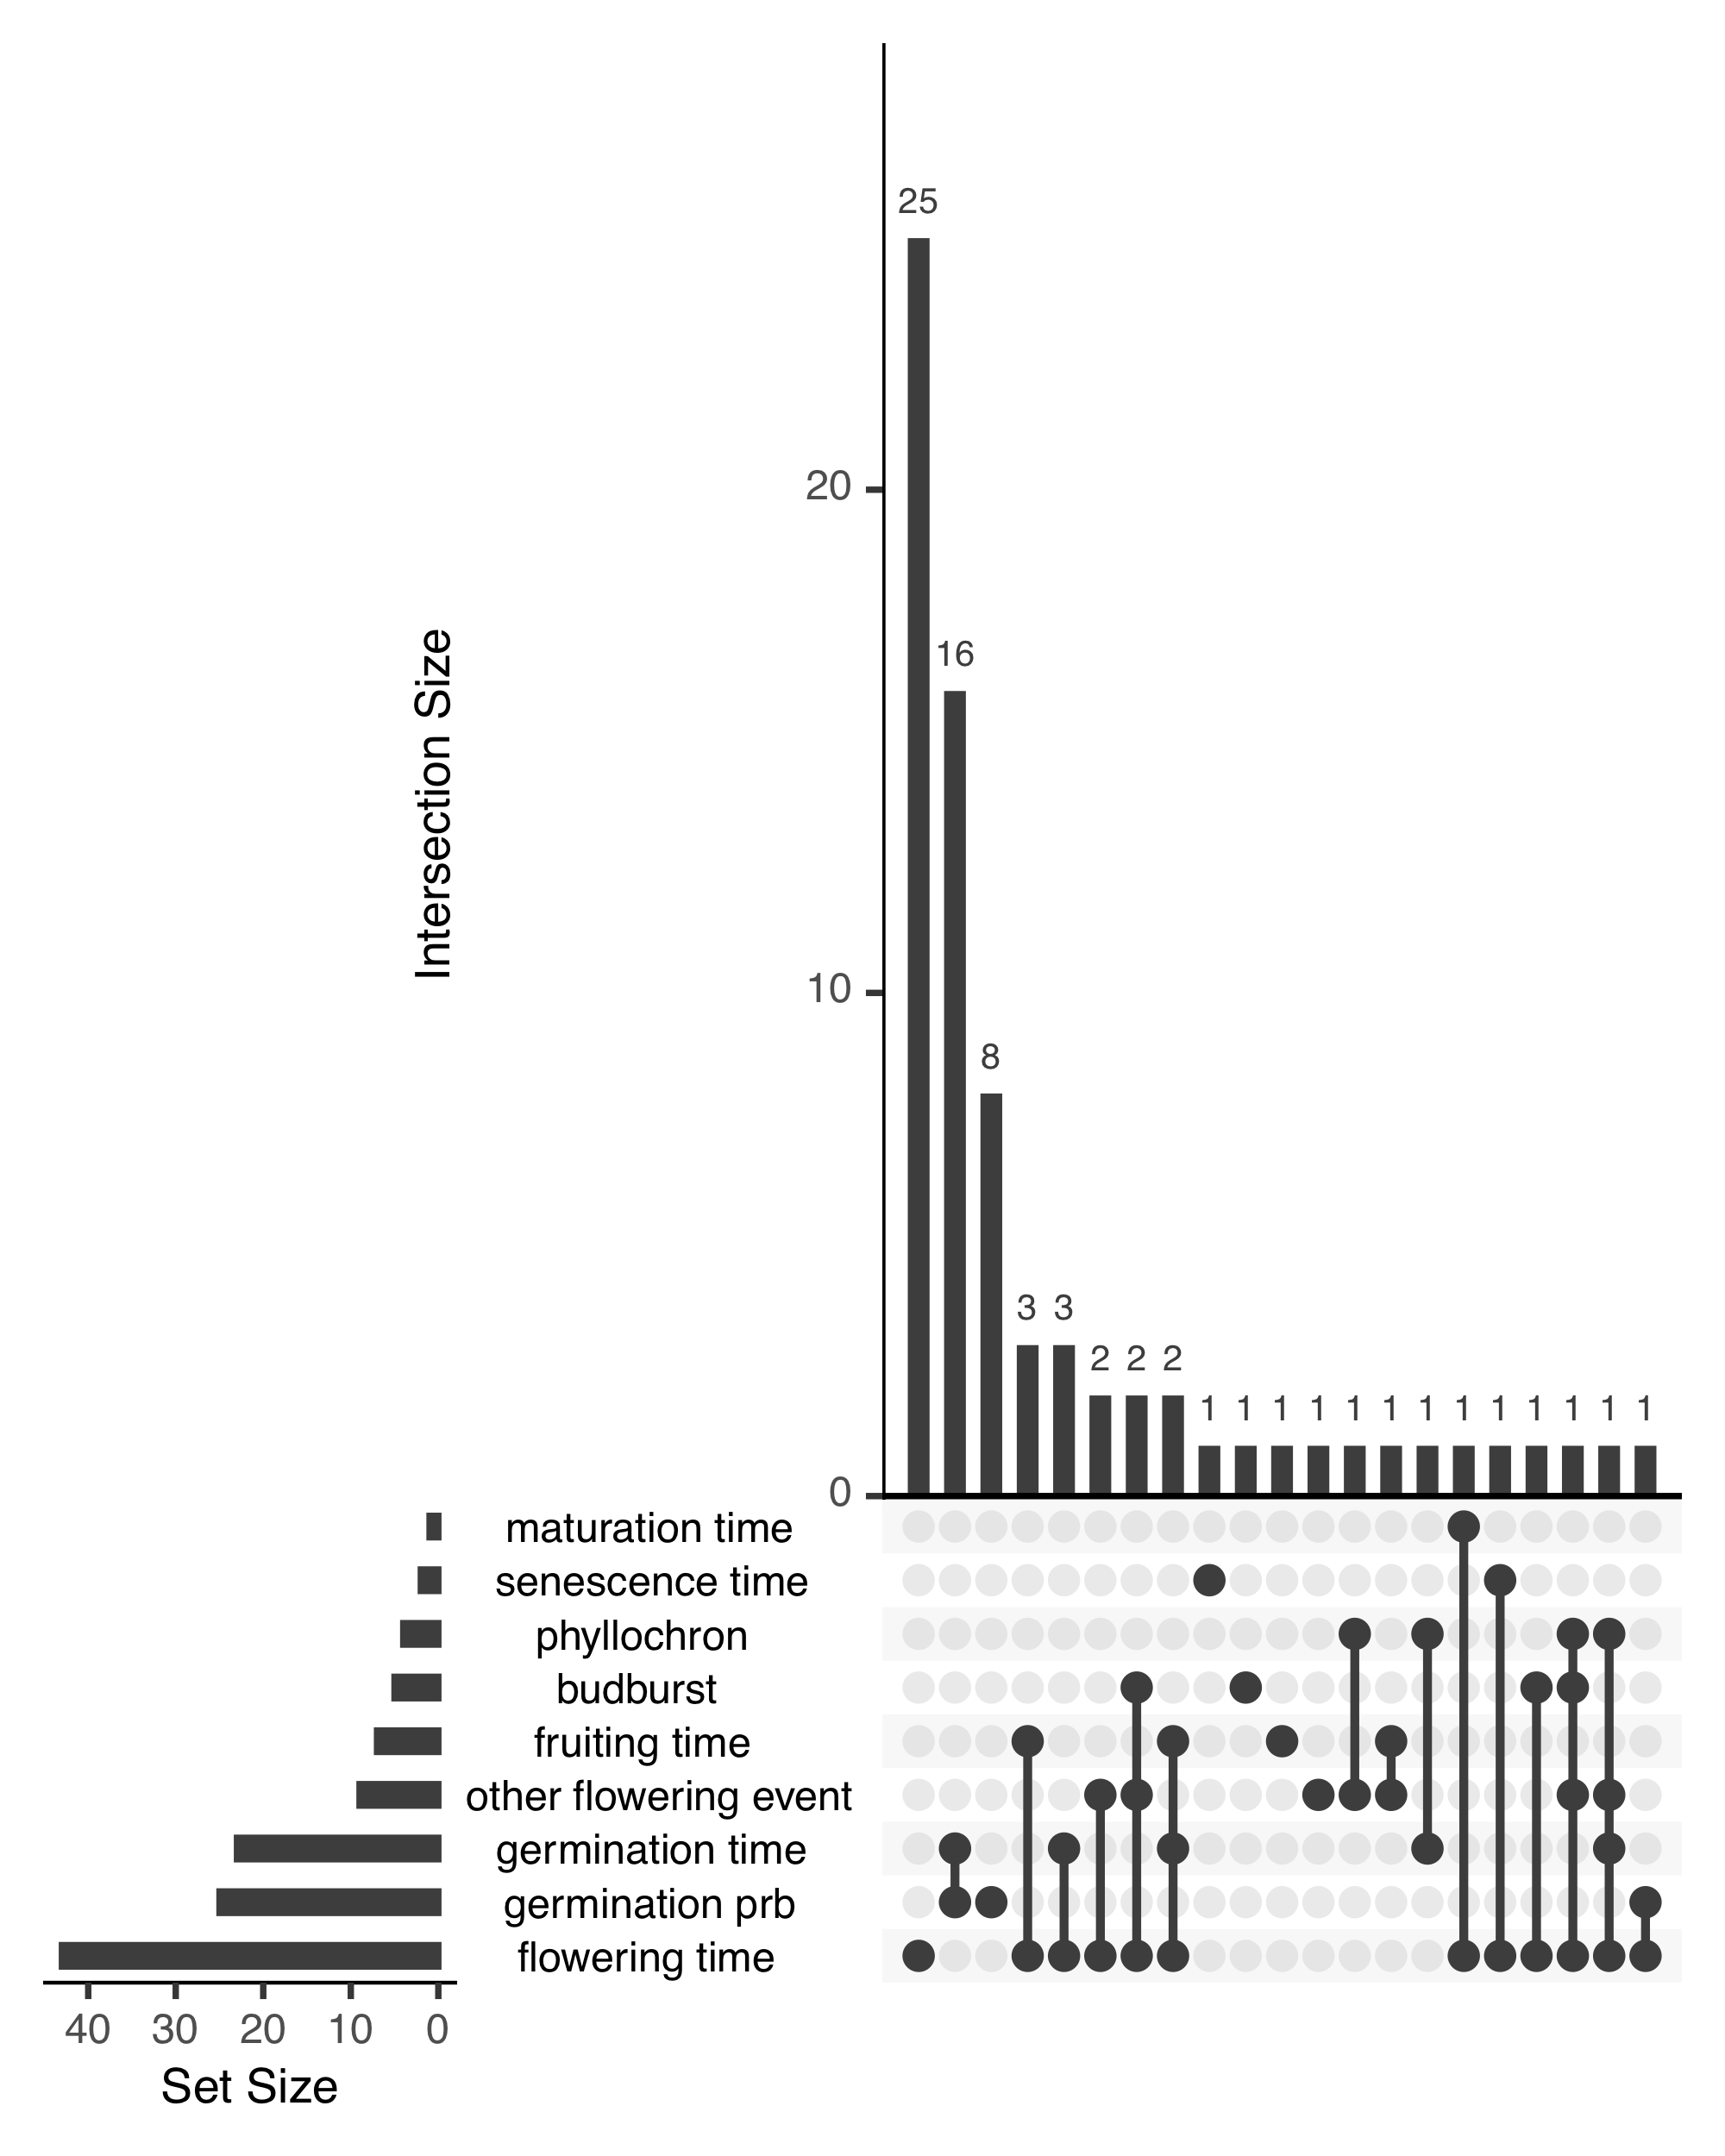 25
20
16
Intersection Size
10
8
3 3
2 2 2
1 1 1 1 1 1 1 1 1 1 1 1 1
0
maturation time
senescence time
phyllochron
budburst
fruiting time
other flowering event
germination time
germination prb
flowering time
40 30 20 10 0
Set Size